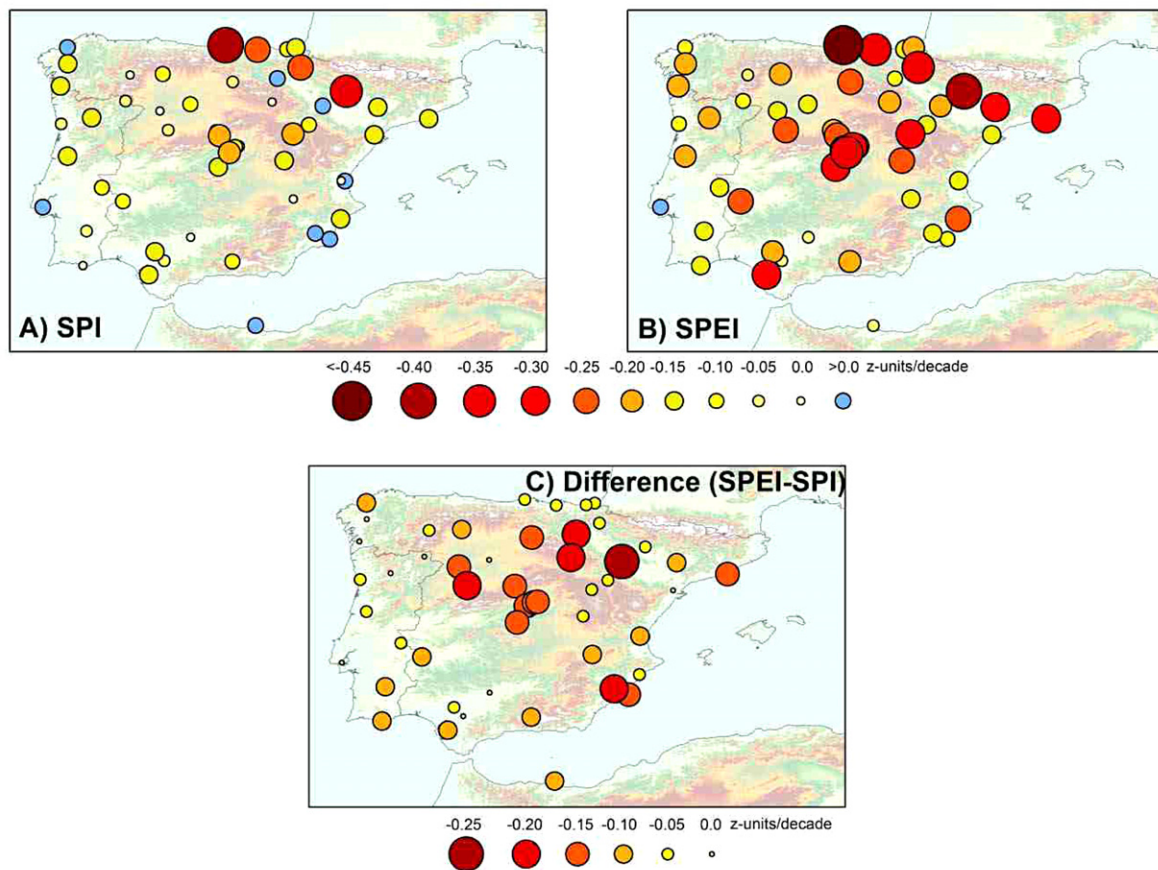 A) SPI
B) SPEI
<-0.45 -0.40 -0.35 -0.30 -0.25 -0.20 -0.15 -0.10 -0.05 0.0 >0.0 z-units/decade
C) Difference (SPEI-SPI)
-0.25 -0.20 -0.15 -0.10 -0.05 0.0 z-units/decade